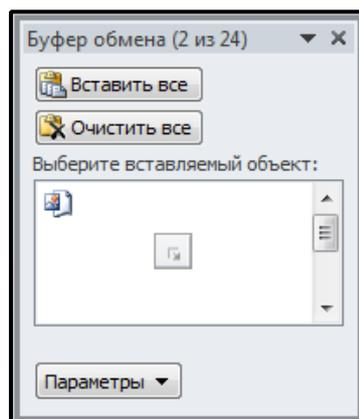 Буфер обмена (2 из 24)
Вставить все
Очистить все
Выберите вставляемый объект:
Параметры